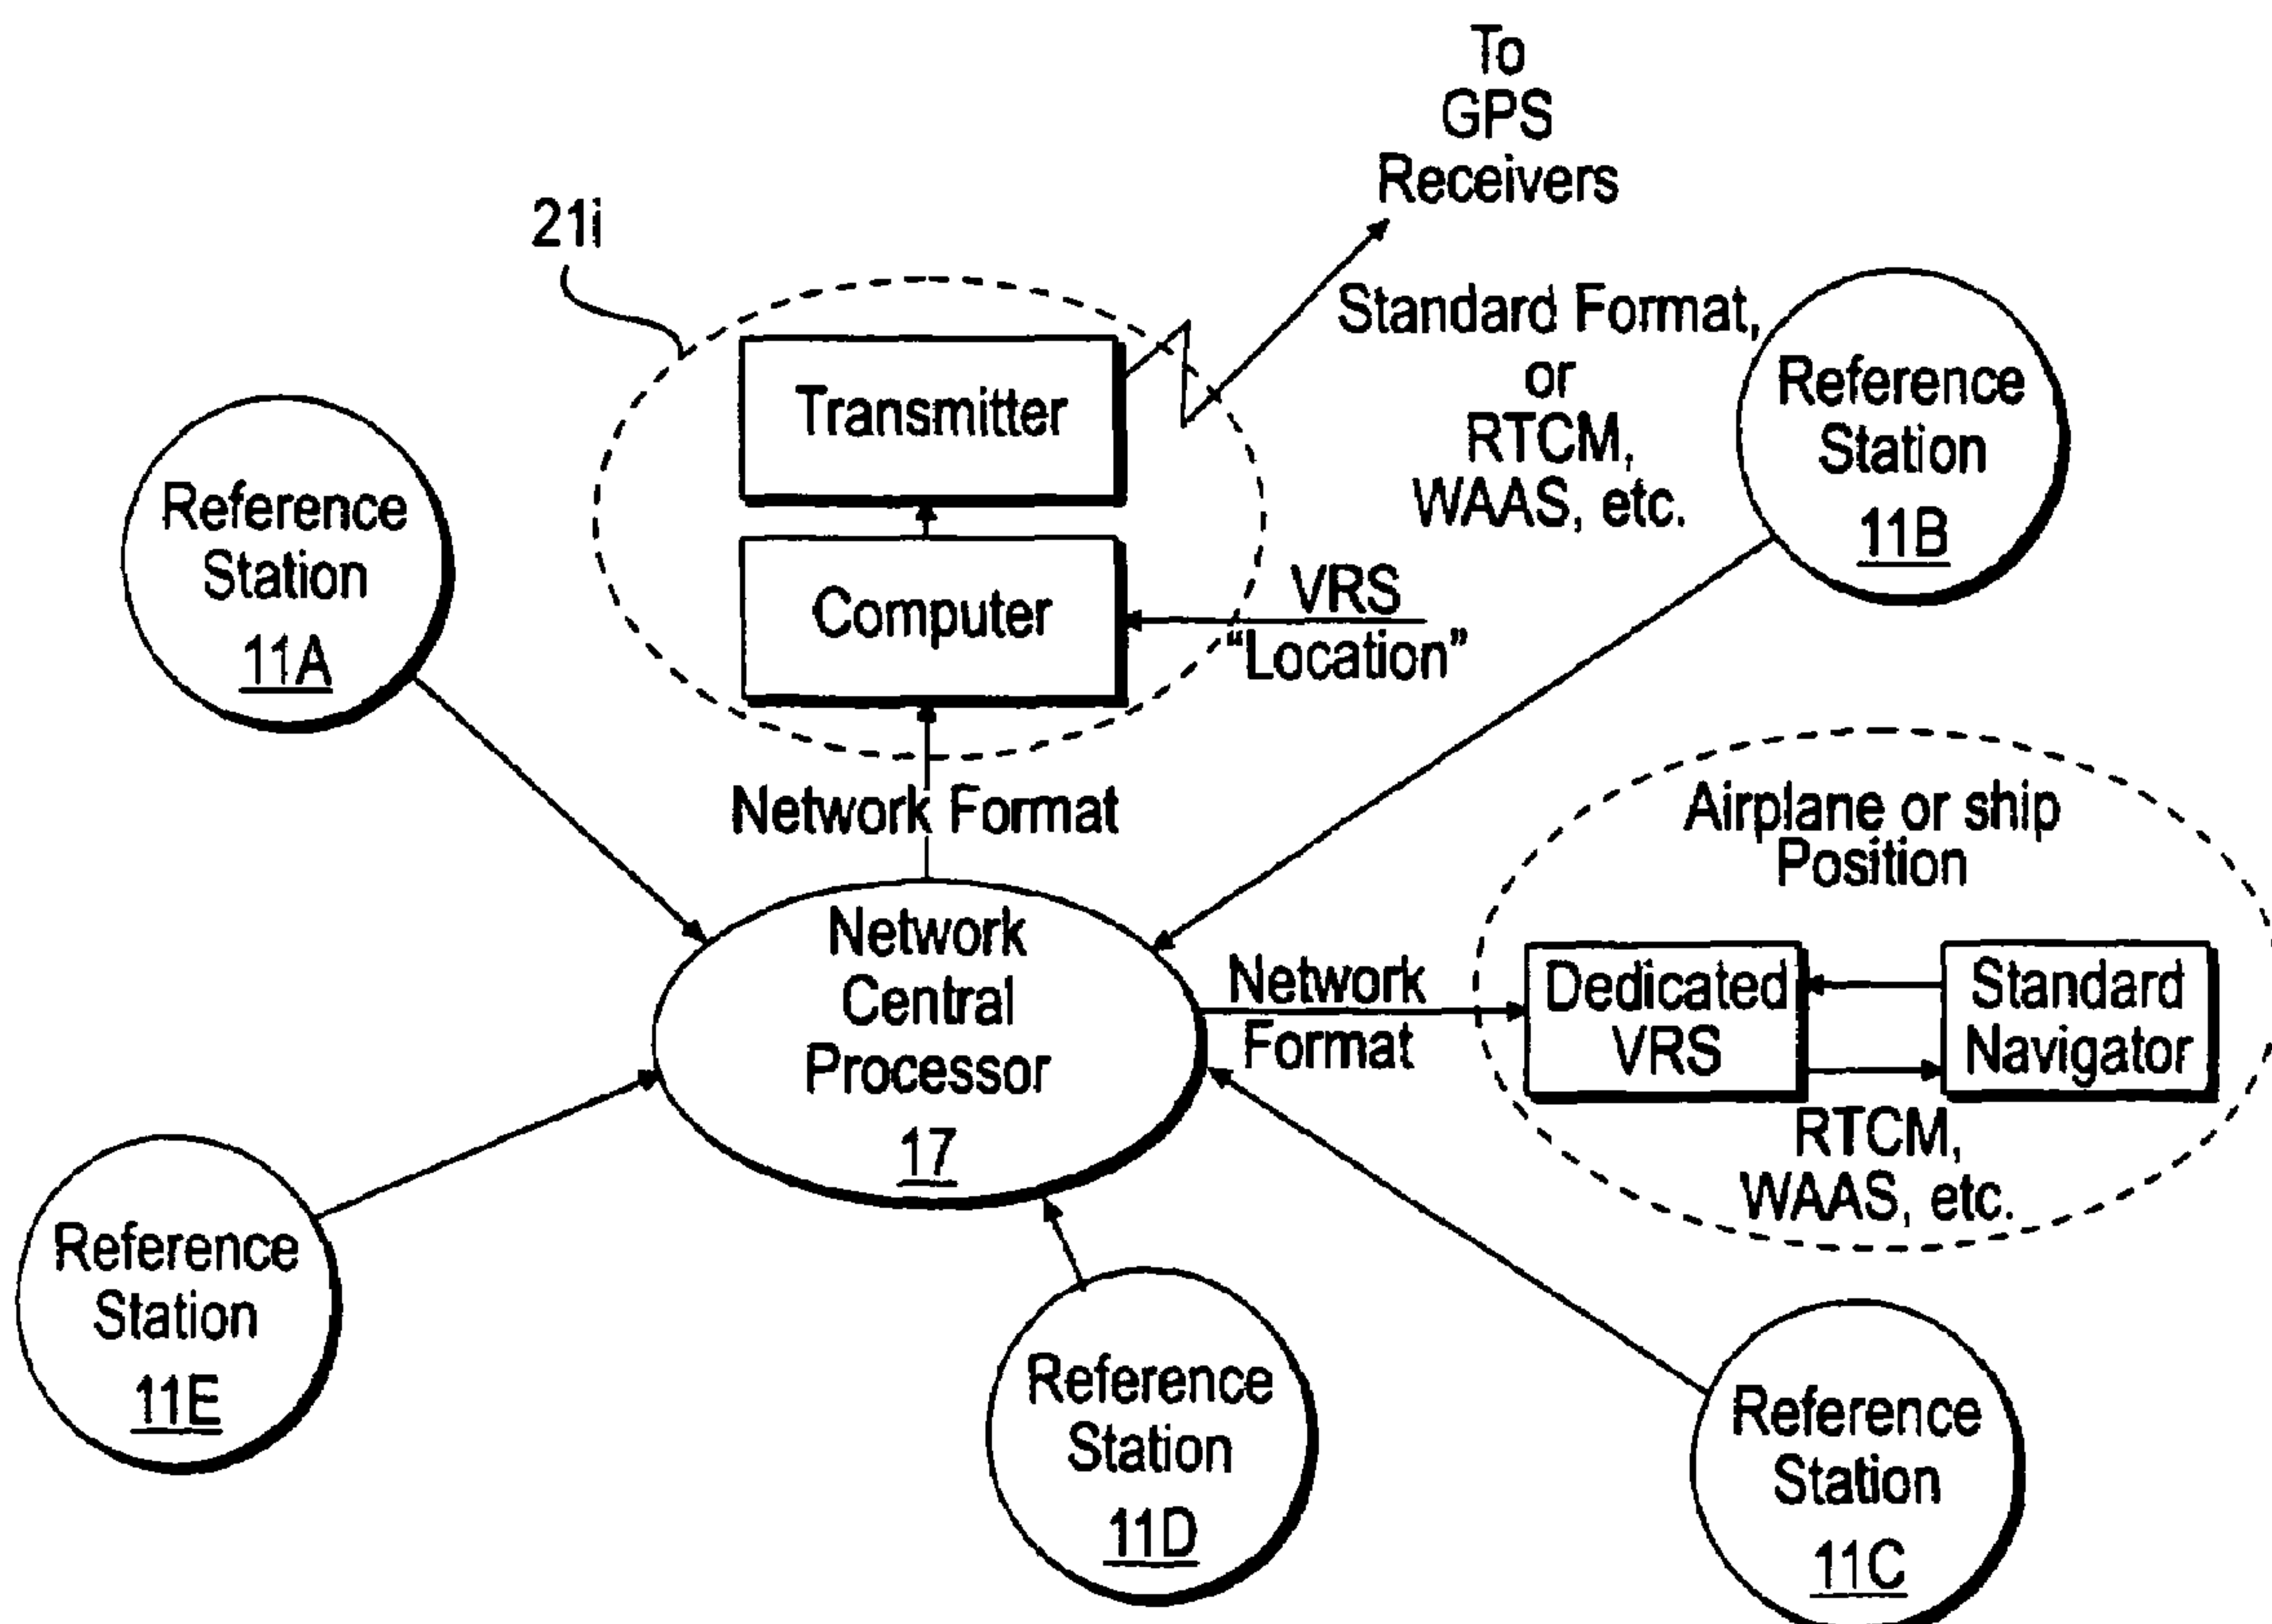 To
GPS
Receivers
21i
Standard Format,
or
RTCM,
WAAS, etc.
Transmitter
Computer
VRS
"Location"
Reference
Station
11A
Reference
Station
11B
Network Format
Airplane or ship
Position
Network
Central
Processor
17
Network
Format
Dedicated
VRS
Standard
Navigator
RTCM,
WAAS, etc.
Reference
Station
11E
Reference
Station
11D
Reference
Station
11C